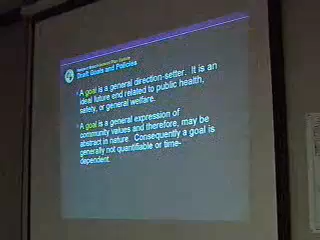 Draft Goals and Policies
A goal is a general direction-setter. It is an
ideal future end related to public health,
safety, or general welfare.
A goal is a general expression of
community values and therefore, may be
abstract in nature. Consequently a goal is
generally not quantifiable or time-
dependent.